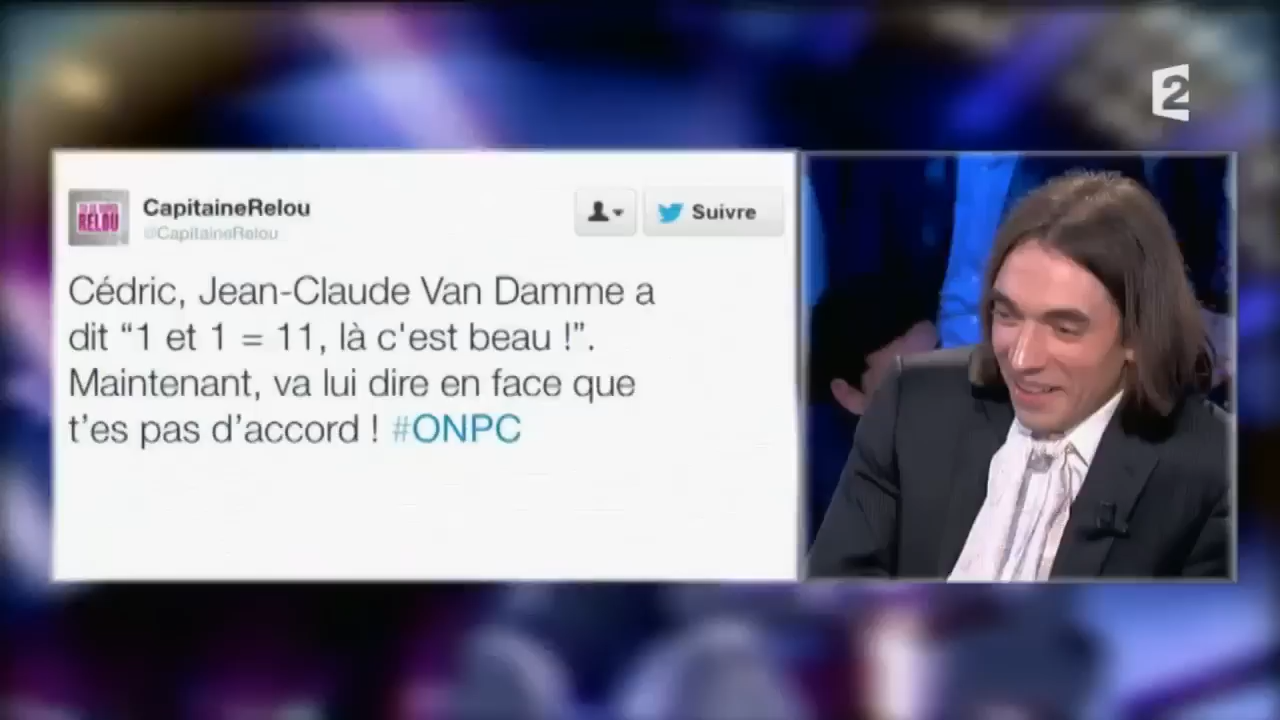 2
RELOU
CapitaineRelou
@CapitaineRelou
Suivre
Cédric, Jean-Claude Van Damme a
dit “1 et 1 = 11, là c'est beau !”.
Maintenant, va lui dire en face que
t’es pas d’accord ! #ONPC